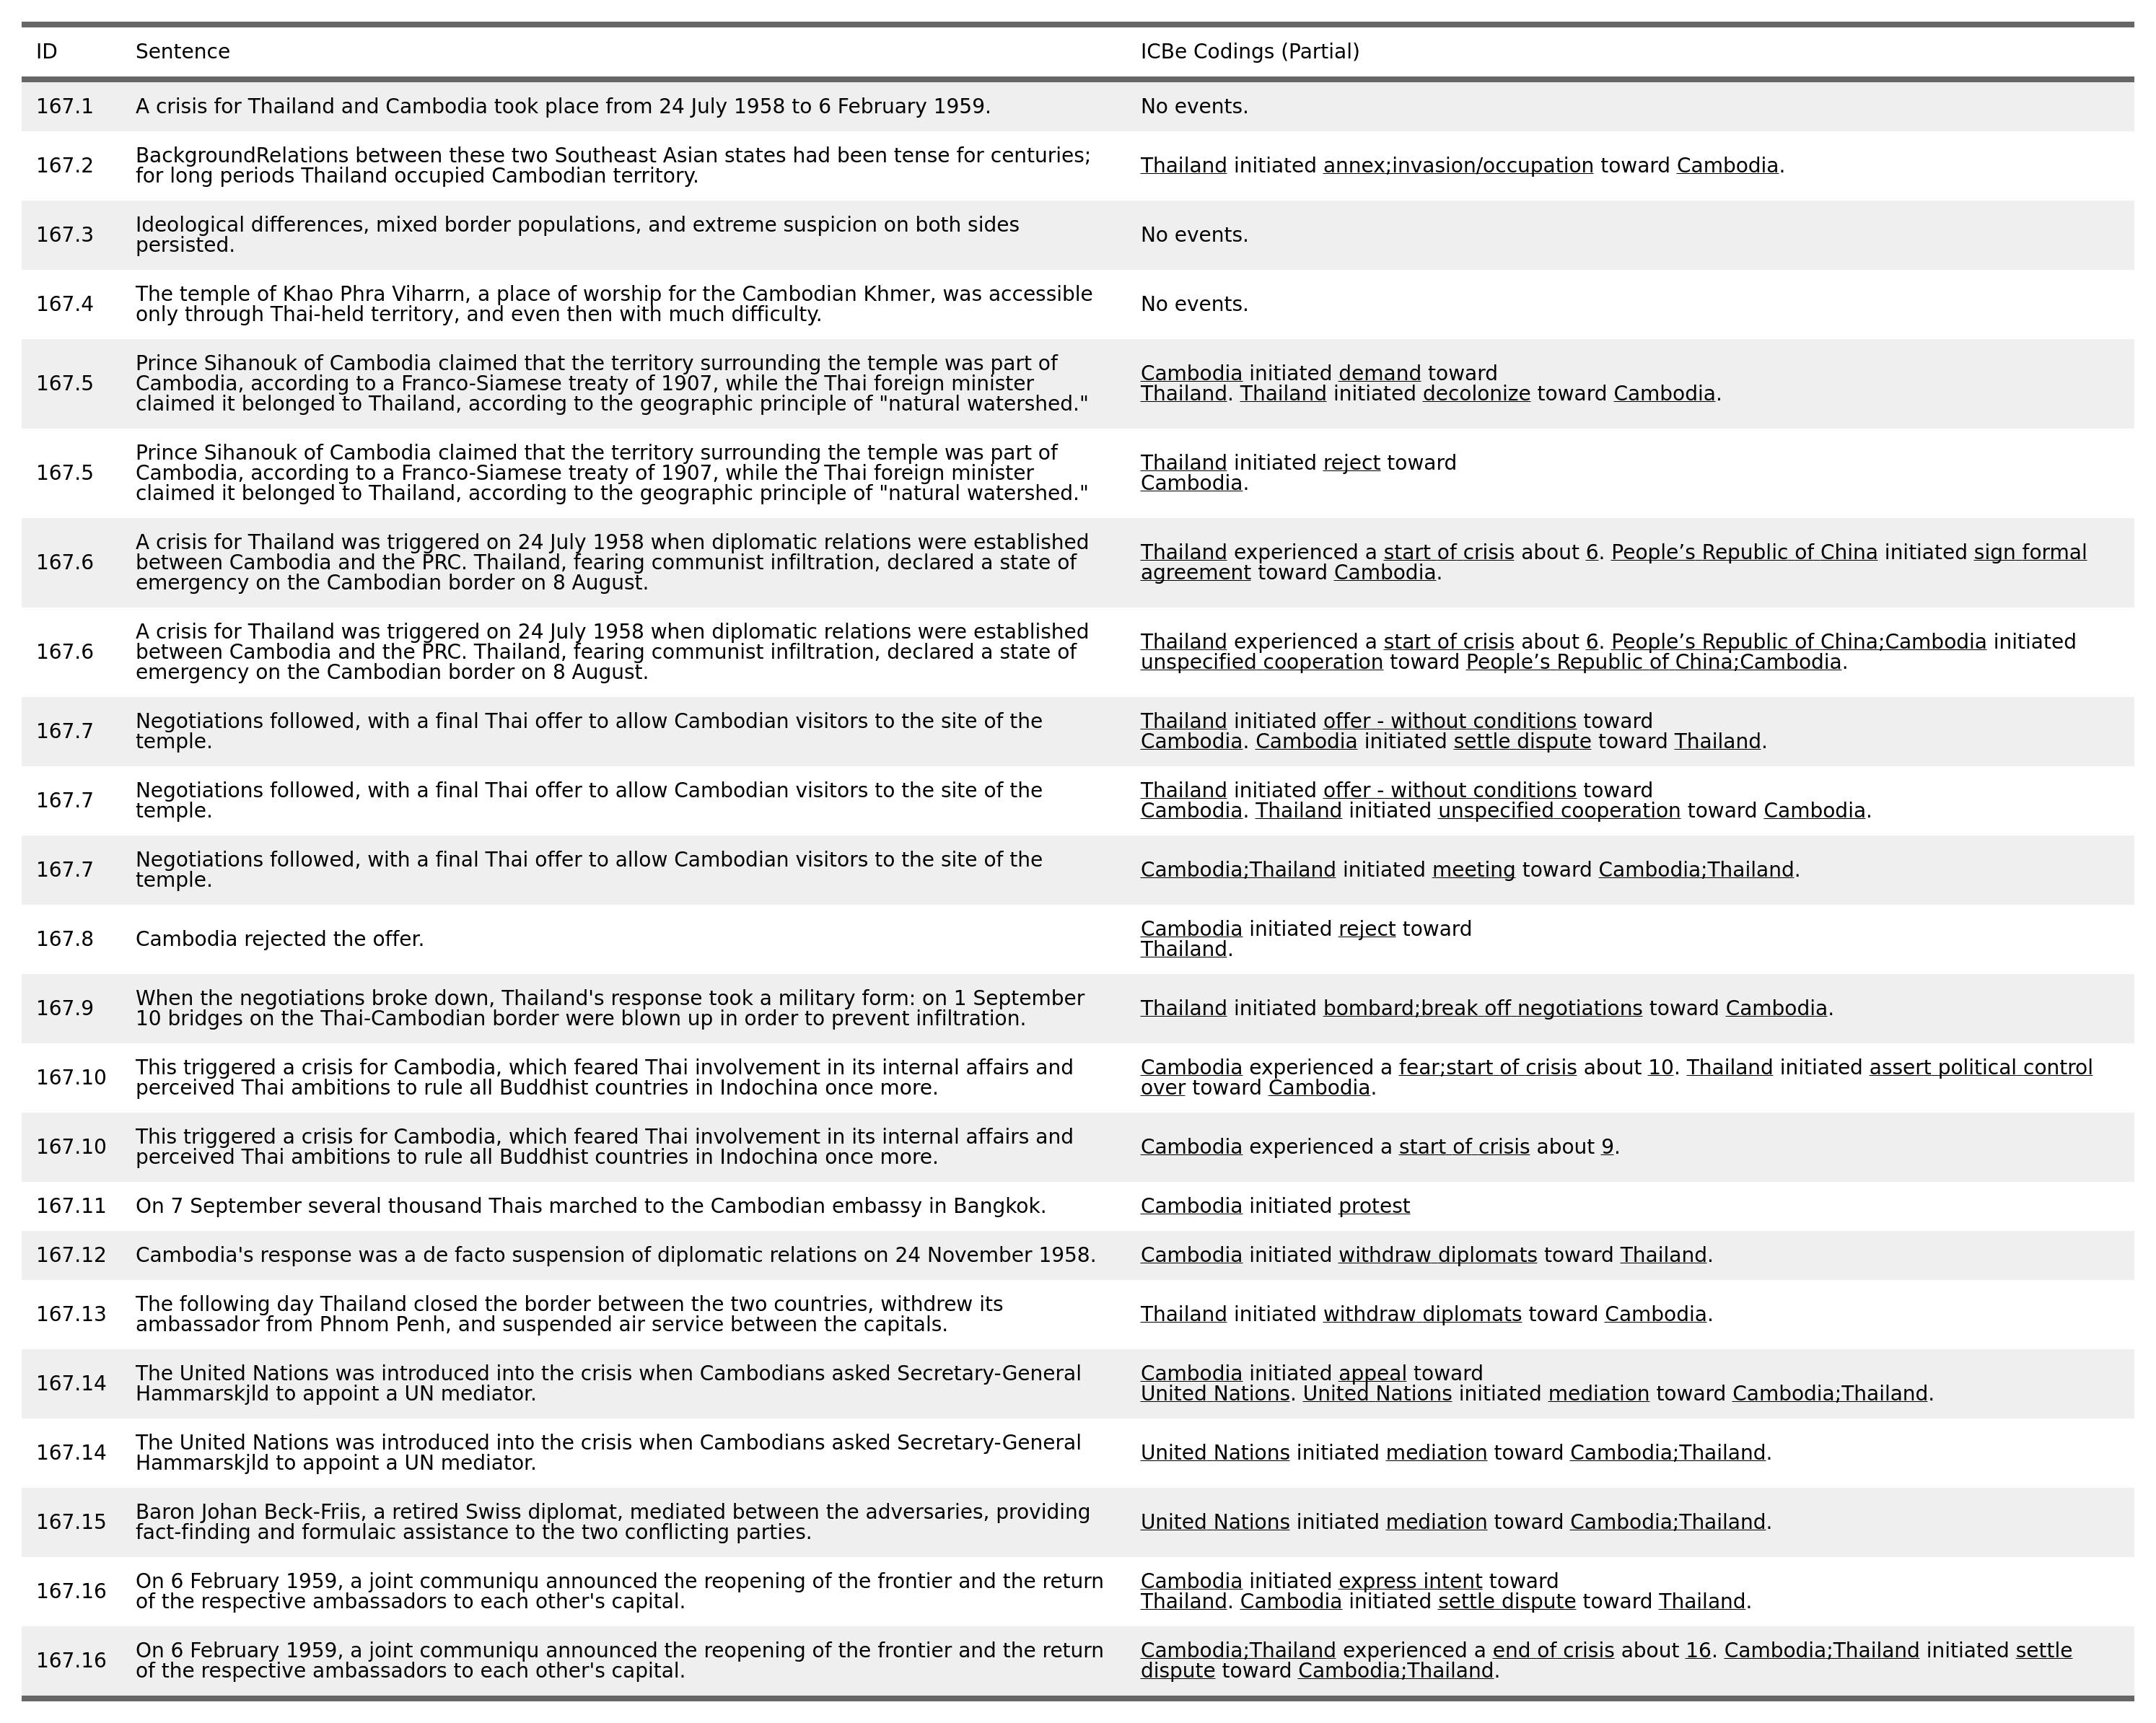 ID Sentence ICBe Codings (Partial)
167.1 A crisis for Thailand and Cambodia took place from 24 July 1958 to 6 February 1959. No events.
167.2 BackgroundRelations between these two Southeast Asian states had been tense for centuries;
for long periods Thailand occupied Cambodian territory.
Thailand initiated annex;invasion/occupation toward Cambodia.
167.3 Ideological differences, mixed border populations, and extreme suspicion on both sides
persisted.
No events.
167.4 The temple of Khao Phra Viharrn, a place of worship for the Cambodian Khmer, was accessible
only through Thai-held territory, and even then with much difficulty.
No events.
167.5 Prince Sihanouk of Cambodia claimed that the territory surrounding the temple was part of
Cambodia, according to a Franco-Siamese treaty of 1907, while the Thai foreign minister
claimed it belonged to Thailand, according to the geographic principle of "natural watershed."
Cambodia initiated demand toward
Thailand. Thailand initiated decolonize toward Cambodia.
167.5 Prince Sihanouk of Cambodia claimed that the territory surrounding the temple was part of
Cambodia, according to a Franco-Siamese treaty of 1907, while the Thai foreign minister
claimed it belonged to Thailand, according to the geographic principle of "natural watershed."
Thailand initiated reject toward
Cambodia.
167.6 A crisis for Thailand was triggered on 24 July 1958 when diplomatic relations were established
between Cambodia and the PRC. Thailand, fearing communist infiltration, declared a state of
emergency on the Cambodian border on 8 August.
Thailand experienced a start of crisis about 6. People’s Republic of China initiated sign formal
agreement toward Cambodia.
167.6 A crisis for Thailand was triggered on 24 July 1958 when diplomatic relations were established
between Cambodia and the PRC. Thailand, fearing communist infiltration, declared a state of
emergency on the Cambodian border on 8 August.
Thailand experienced a start of crisis about 6. People’s Republic of China;Cambodia initiated
unspecified cooperation toward People’s Republic of China;Cambodia.
167.7 Negotiations followed, with a final Thai offer to allow Cambodian visitors to the site of the
temple.
Thailand initiated offer - without conditions toward
Cambodia. Cambodia initiated settle dispute toward Thailand.
167.7 Negotiations followed, with a final Thai offer to allow Cambodian visitors to the site of the
temple.
Thailand initiated offer - without conditions toward
Cambodia. Thailand initiated unspecified cooperation toward Cambodia.
167.7 Negotiations followed, with a final Thai offer to allow Cambodian visitors to the site of the
temple.
Cambodia;Thailand initiated meeting toward Cambodia;Thailand.
167.8 Cambodia rejected the offer.
Cambodia initiated reject toward
Thailand.
167.9 When the negotiations broke down, Thailand's response took a military form: on 1 September
10 bridges on the Thai-Cambodian border were blown up in order to prevent infiltration.
Thailand initiated bombard;break off negotiations toward Cambodia.
167.10 This triggered a crisis for Cambodia, which feared Thai involvement in its internal affairs and
perceived Thai ambitions to rule all Buddhist countries in Indochina once more.
Cambodia experienced a fear;start of crisis about 10. Thailand initiated assert political control
over toward Cambodia.
167.10 This triggered a crisis for Cambodia, which feared Thai involvement in its internal affairs and
perceived Thai ambitions to rule all Buddhist countries in Indochina once more.
Cambodia experienced a start of crisis about 9.
167.11 On 7 September several thousand Thais marched to the Cambodian embassy in Bangkok. Cambodia initiated protest
167.12 Cambodia's response was a de facto suspension of diplomatic relations on 24 November 1958. Cambodia initiated withdraw diplomats toward Thailand.
167.13 The following day Thailand closed the border between the two countries, withdrew its
ambassador from Phnom Penh, and suspended air service between the capitals.
Thailand initiated withdraw diplomats toward Cambodia.
167.14 The United Nations was introduced into the crisis when Cambodians asked Secretary-General
Hammarskjld to appoint a UN mediator.
Cambodia initiated appeal toward
United Nations. United Nations initiated mediation toward Cambodia;Thailand.
167.14 The United Nations was introduced into the crisis when Cambodians asked Secretary-General
Hammarskjld to appoint a UN mediator.
United Nations initiated mediation toward Cambodia;Thailand.
167.15 Baron Johan Beck-Friis, a retired Swiss diplomat, mediated between the adversaries, providing
fact-finding and formulaic assistance to the two conflicting parties.
United Nations initiated mediation toward Cambodia;Thailand.
167.16 On 6 February 1959, a joint communiqu announced the reopening of the frontier and the return
of the respective ambassadors to each other's capital.
Cambodia initiated express intent toward
Thailand. Cambodia initiated settle dispute toward Thailand.
167.16 On 6 February 1959, a joint communiqu announced the reopening of the frontier and the return
of the respective ambassadors to each other's capital.
Cambodia;Thailand experienced a end of crisis about 16. Cambodia;Thailand initiated settle
dispute toward Cambodia;Thailand.